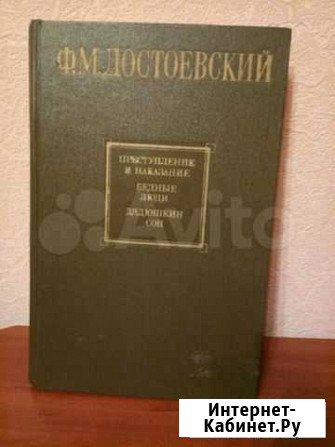 Ф.М.ДОСТОЕВСКИЙ
ПРЕСТУПЛЕНИЕ
И НАКАЗАНИЕ
БЕДНЫЕ
ЛЮДИ
ДЯДЮШКИН
СОН
Avito
Интернет-
Кабинет.Ру